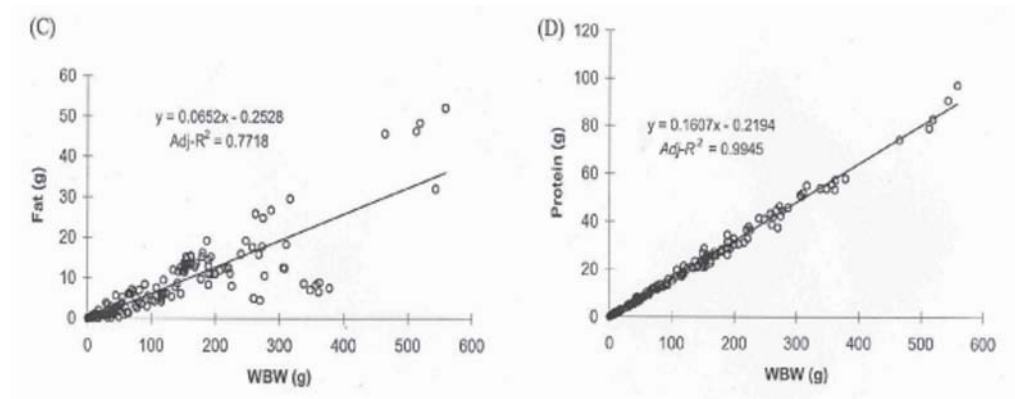 (C)
60
50
40
30
20
10
0
Fat (g)
y = 0.0652x - 0.2528
Adj-R² = 0.7718
0 100 200 300 400 500 600
WBW (g)
(D)
120
100
80
60
40
20
0
Protein (g)
y = 0.1607x - 0.2194
Adj-R² = 0.9945
0 100 200 300 400 500 600
WBW (g)